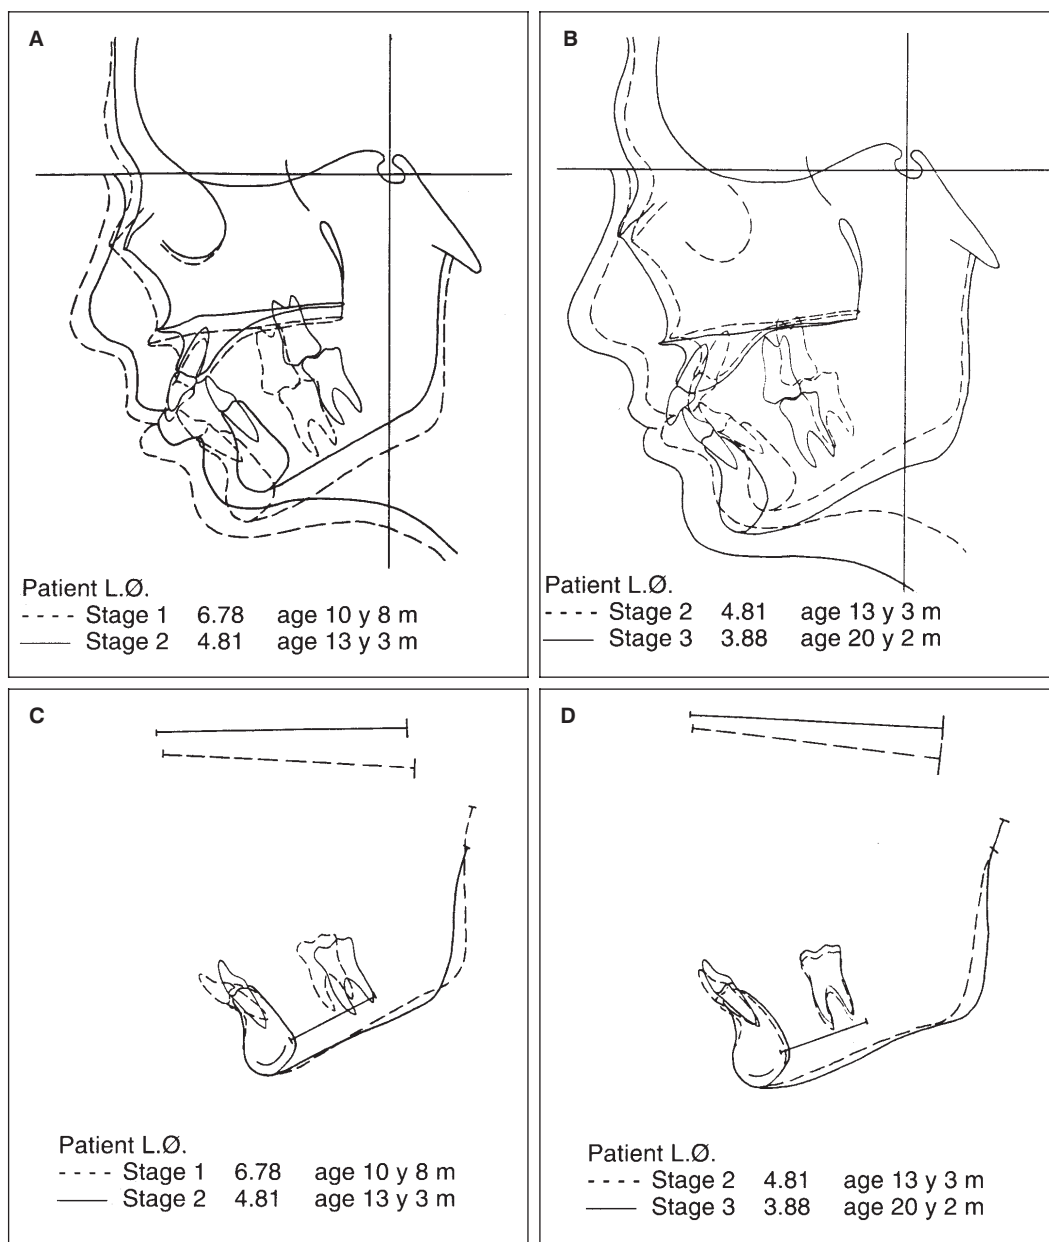 A
Patient L.Ø.
---- Stage 1 6.78 age 10 y 8 m
—— Stage 2 4.81 age 13 y 3 m
B
Patient L.Ø.
---- Stage 2 4.81 age 13 y 3 m
—— Stage 3 3.88 age 20 y 2 m
C
Patient L.Ø.
---- Stage 1 6.78 age 10 y 8 m
—— Stage 2 4.81 age 13 y 3 m
D
Patient L.Ø.
---- Stage 2 4.81 age 13 y 3 m
—— Stage 3 3.88 age 20 y 2 m